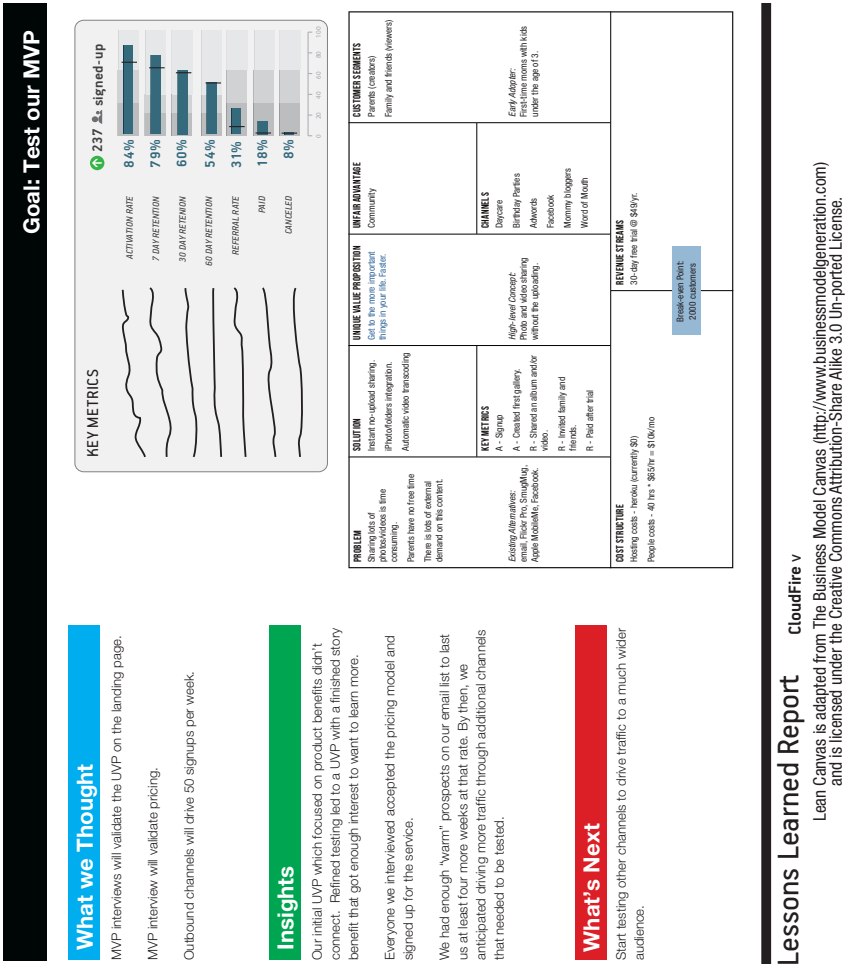 Goal: Test our MVP
What we Thought
MVP interviews will validate the UVP on the landing page.
MVP interview will validate pricing.
Outbound channels will drive 50 signups per week.
Insights
Our initial UVP which focused on product benefits didn't
connect. Refined testing led to a UVP with a finished story
benefit that got enough interest to want to learn more.
Everyone we interviewed accepted the pricing model and
signed up for the service.
We had enough "warm" prospects on our email list to last
us at least four more weeks at that rate. By then, we
anticipated driving more traffic through additional channels
that needed to be tested.
What's Next
Start testing other channels to drive traffic to a much wider
audience.
KEY METRICS
237 signed-up
ACTIVATION RATE 84%
7 DAY RETENTION 79%
30 DAY RETENION 60%
60 DAY RETENTION 54%
REFERRAL RATE 31%
PAID 18%
CANCELED 8%
0 20 40 60 80 100
PROBLEM
Sharing lots of
photos/videos is time
consuming.
Parents have no free time
There is lots of external
demand on this content.
Existing Alternatives:
email, Flickr Pro, SmugMug,
Apple MobileMe, Facebook.
SOLUTION
Instant no-upload sharing.
iPhoto/folders integration.
Automatic video transcoding
KEY METRICS
A - Signup
A - Created first gallery.
R - Shared an album and/or
video.
R - Invited family and
friends.
R - Paid after trial
UNIQUE VALUE PROPOSITION
Get to the more important
things in your life. Faster.
High-level Concept:
Photo and video sharing
without the uploading.
UNFAIR ADVANTAGE
Community
CHANNELS
Daycare
Birthday Parties
Adwords
Facebook
Mommy bloggers
Word of Mouth
CUSTOMER SEGMENTS
Parents (creators)
Family and friends (viewers)
Early Adopter:
First-time moms with kids
under the age of 3.
COST STRUCTURE
Hosting costs - heroku (currently $0)
People costs - 40 hrs * $65/hr = $10k/mo
REVENUE STREAMS
30-day free trial @ $49/yr.
Break-even Point:
2000 customers
Lessons Learned Report CloudFire v
Lean Canvas is adapted from The Business Model Canvas (http://www.businessmodelgeneration.com)
and is licensed under the Creative Commons Attribution-Share Alike 3.0 Un-ported License.